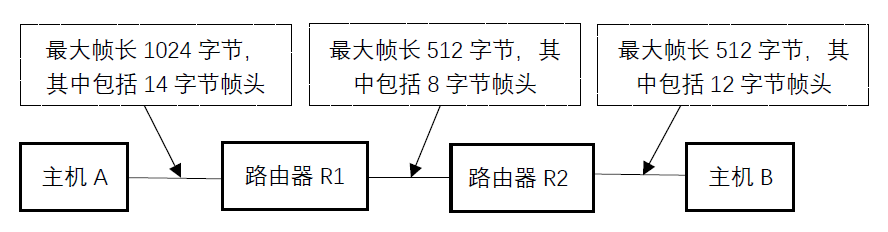 最大帧长 1024 字节,
其中包括 14 字节帧头
最大帧长 512 字节, 其
中包括 8 字节帧头
最大帧长 512 字节, 其
中包括 12 字节帧头
主机 A
路由器 R1
路由器 R2
主机 B